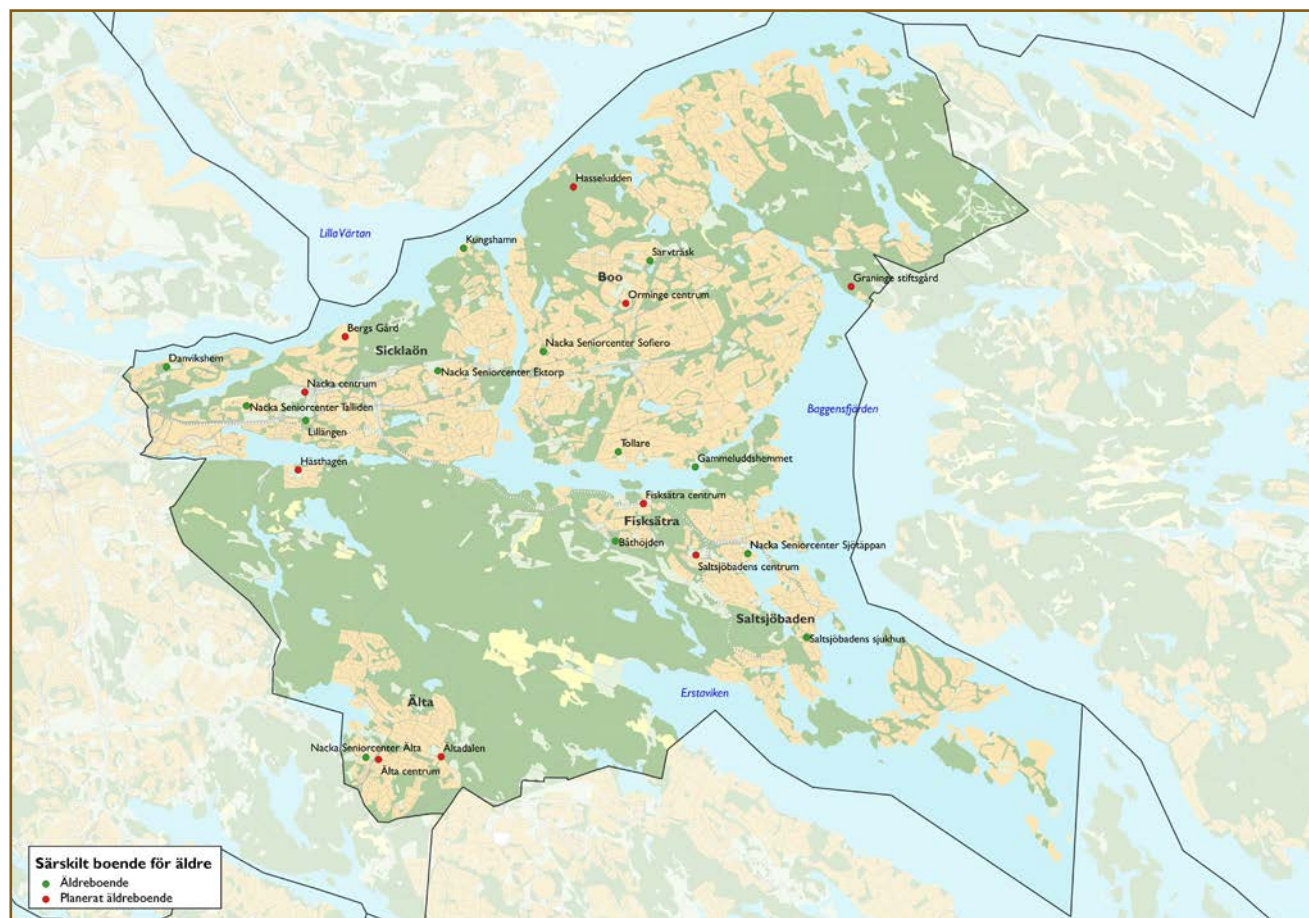 Hasseludden
Lilla Värtan
Kungshamn
Sarvträsk
Boo
Graninge stiftsgård
Orminge centrum
Bergs Gård
Sicklaön
Nacka Seniorcenter Sofiero
Danvikshem
Nacka Seniorcenter Ektorp
Nacka centrum
Nacka Seniorcenter Talliden
Baggensfjärden
Lillängen
Tollare
Gammeluddshemmet
Hästhagen
Fisksätra centrum
Fisksätra
Båthöjden
Nacka Seniorcenter Sjötäppan
Saltsjöbadens centrum
Saltsjöbaden
Saltsjöbadens sjukhus
Erstaviken
Älta
Nacka Seniorcenter Älta
Ältadalen
Älta centrum
Särskilt boende för äldre
Äldreboende
Planerat äldreboende